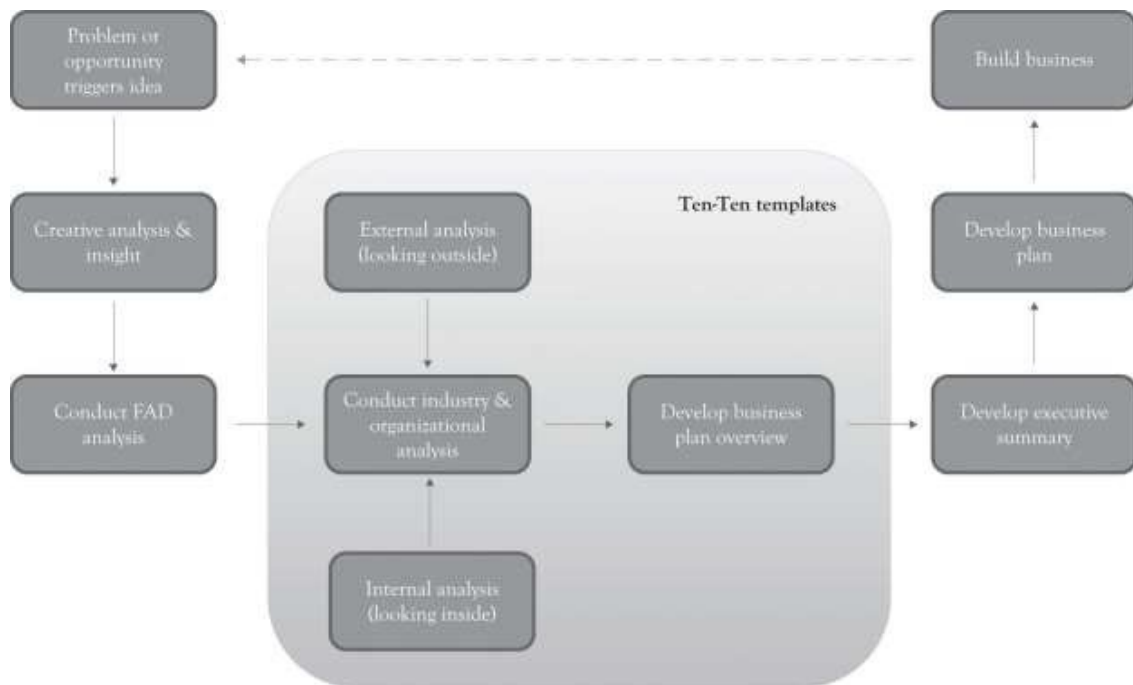 Problem or
opportunity
triggers idea
Build business
Ten-Ten templates
Creative analysis &
insight
External analysis
(looking outside)
Develop business
plan
Conduct FAD
analysis
Conduct industry &
organizational
analysis
Develop business
plan overview
Develop executive
summary
Internal analysis
(looking inside)